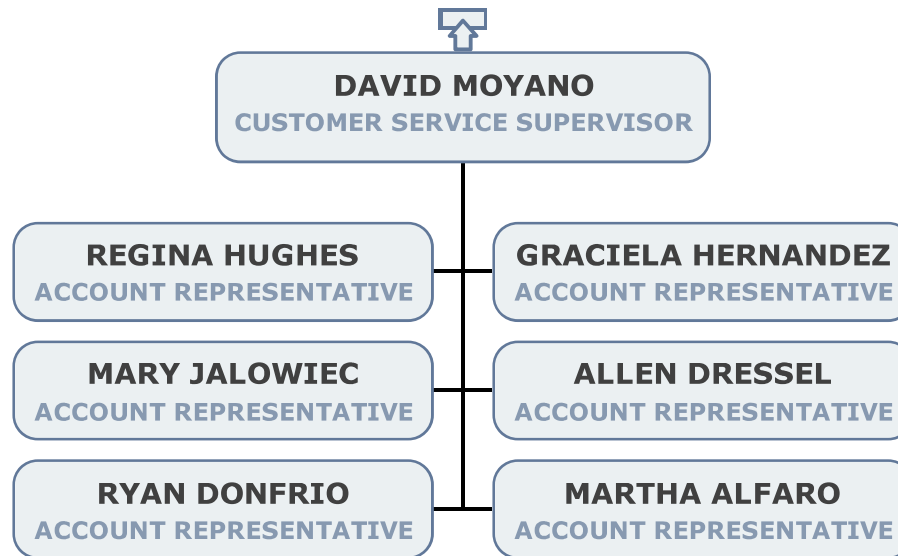 DAVID MOYANO
CUSTOMER SERVICE SUPERVISOR
REGINA HUGHES
ACCOUNT REPRESENTATIVE
GRACIELA HERNANDEZ
ACCOUNT REPRESENTATIVE
MARY JALOWIEC
ACCOUNT REPRESENTATIVE
ALLEN DRESSEL
ACCOUNT REPRESENTATIVE
RYAN DONFRIO
ACCOUNT REPRESENTATIVE
MARTHA ALFARO
ACCOUNT REPRESENTATIVE